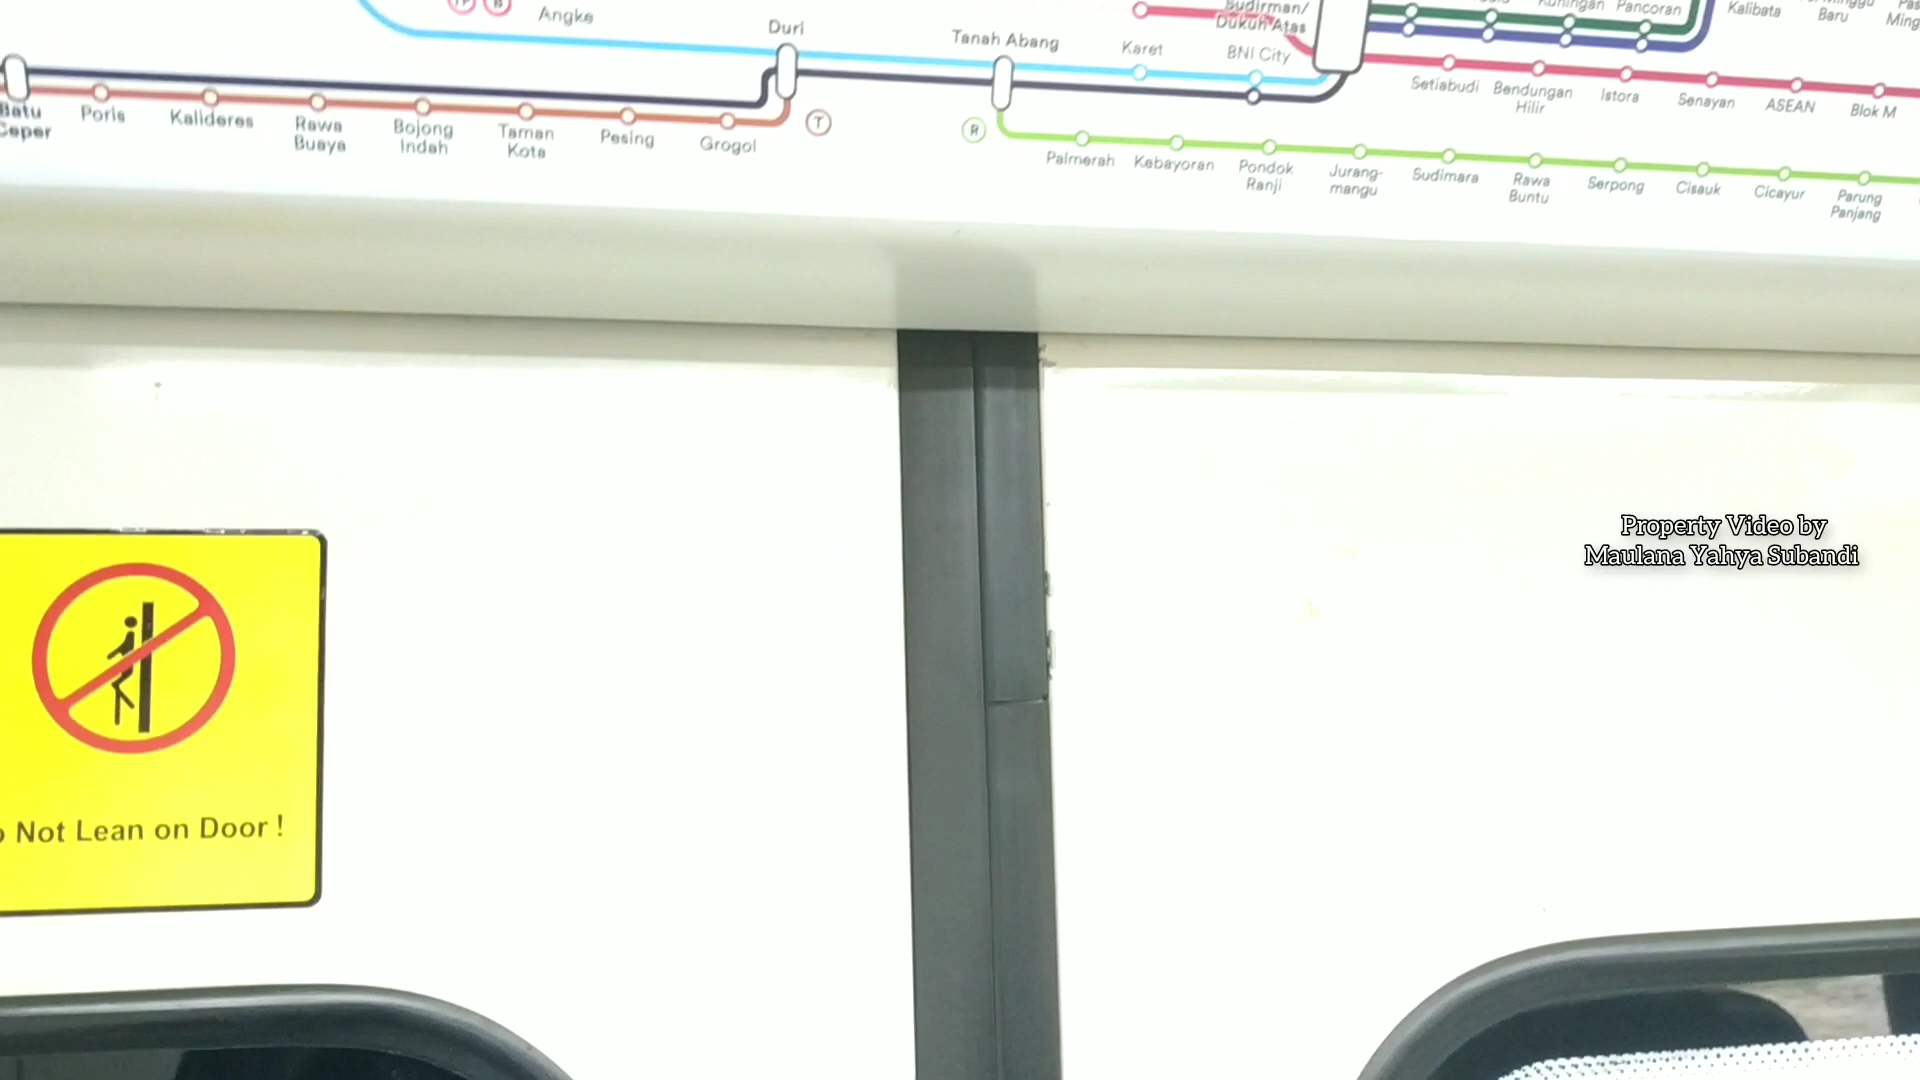 Angke
Duri
Tanah Abang
Karet
BNI City
Sudirman/
Dukuh Atas
Kuningan
Pancoran
Kalibata
Baru
Batu
Ceper
Poris
Kalideres
Rawa
Buaya
Bojong
Indah
Taman
Kota
Pesing
Grogol
T
R
Palmerah
Kebayoran
Pondok
Ranji
Jurang-
mangu
Sudimara
Rawa
Buntu
Serpong
Cisauk
Cicayur
Parung
Panjang
Setiabudi
Bendungan
Hilir
Istora
Senayan
ASEAN
Blok M
Not Lean on Door !
Property Video by
Maulana Yahya Subandi